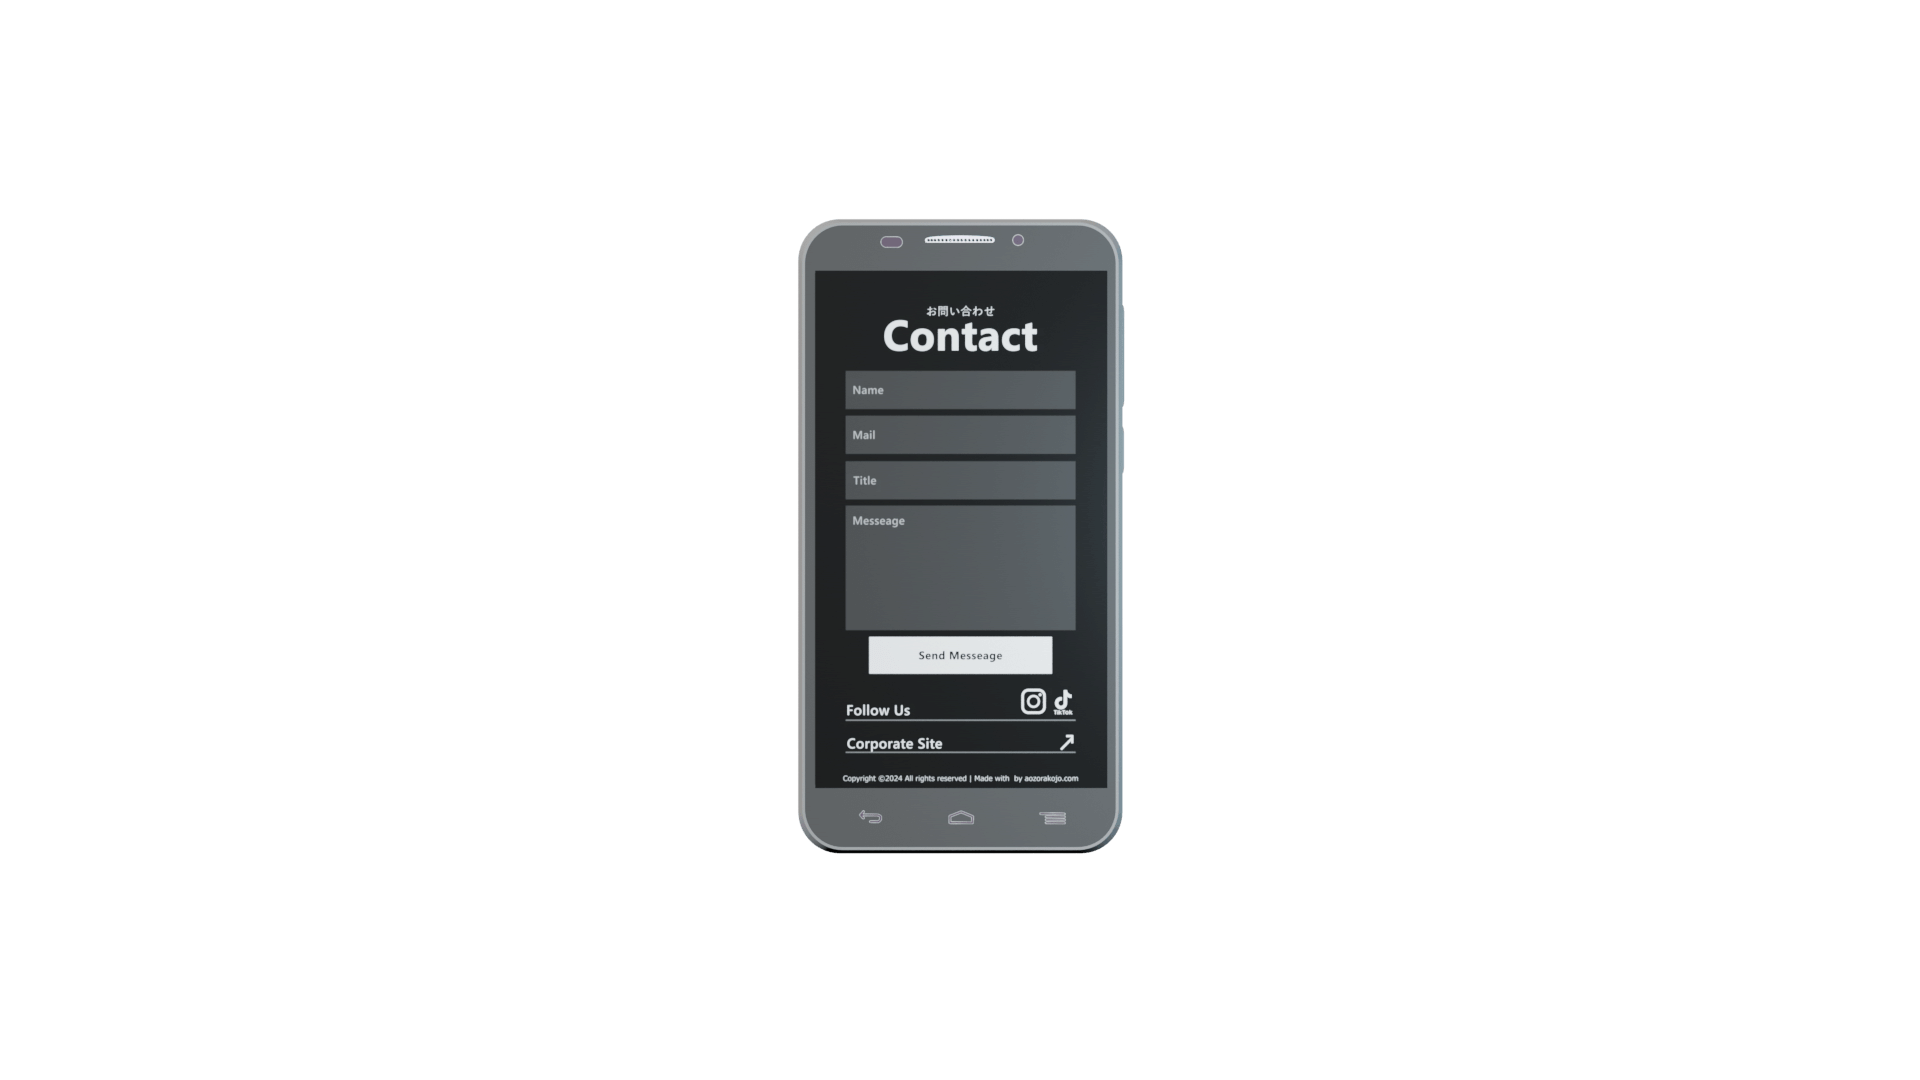 お問い合わせ
Contact
Name
Mail
Title
Messeage
Send Messeage
TikTok
Follow Us
Corporate Site
Copyright ©2024 All rights reserved | Made with by aozorakojo.com